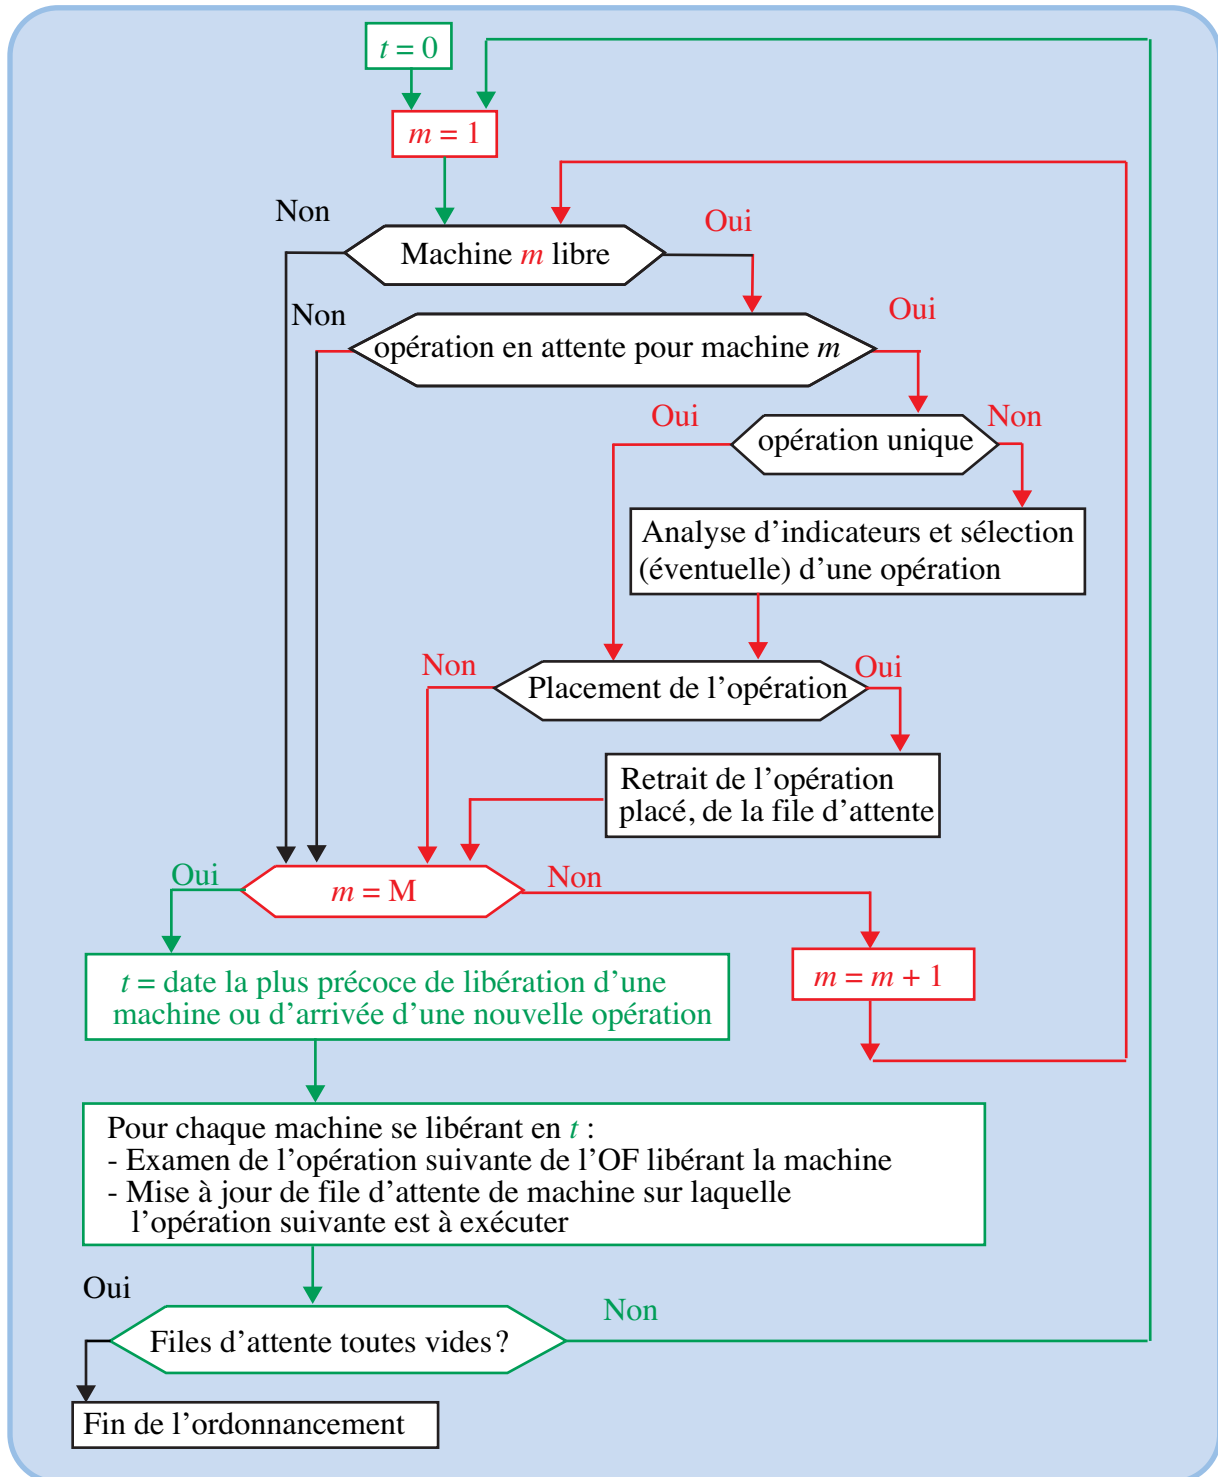 t = 0
m = 1
Non
Oui
Machine m libre
Non
Oui
opération en attente pour machine m
Oui
Non
opération unique
Analyse d’indicateurs et sélection
(éventuelle) d’une opération
Non
Oui
Placement de l’opération
Retrait de l’opération
placé, de la file d’attente
Oui
Non
m = M
m = m + 1
t = date la plus précoce de libération d’une
machine ou d’arrivée d’une nouvelle opération
Pour chaque machine se libérant en t :
- Examen de l’opération suivante de l’OF libérant la machine
- Mise à jour de file d’attente de machine sur laquelle
l’opération suivante est à exécuter
Oui
Non
Files d’attente toutes vides ?
Fin de l’ordonnancement